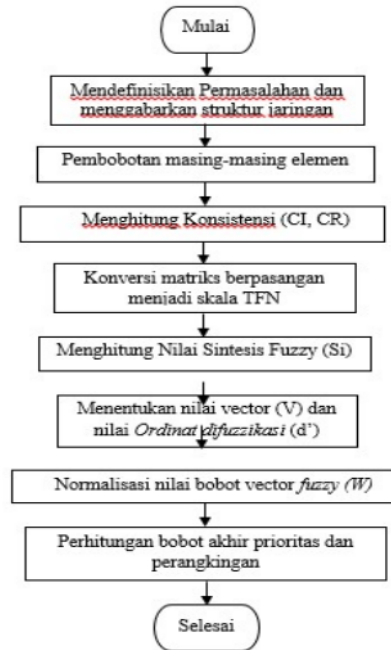 Mulai
Mendefinisikan Permasalahan dan
menggabarkan struktur jaringan
Pembobotan masing-masing elemen
Menghitung Konsistensi (CI, CR)
Konversi matriks berpasangan
menjadi skala TFN
Menghitung Nilai Sintesis Fuzzy (Si)
Menentukan nilai vector (V) dan
nilai Ordinat difuzzikasi (d’)
Normalisasi nilai bobot vector fuzzy (W)
Perhitungan bobot akhir prioritas dan
perangkingan
Selesai